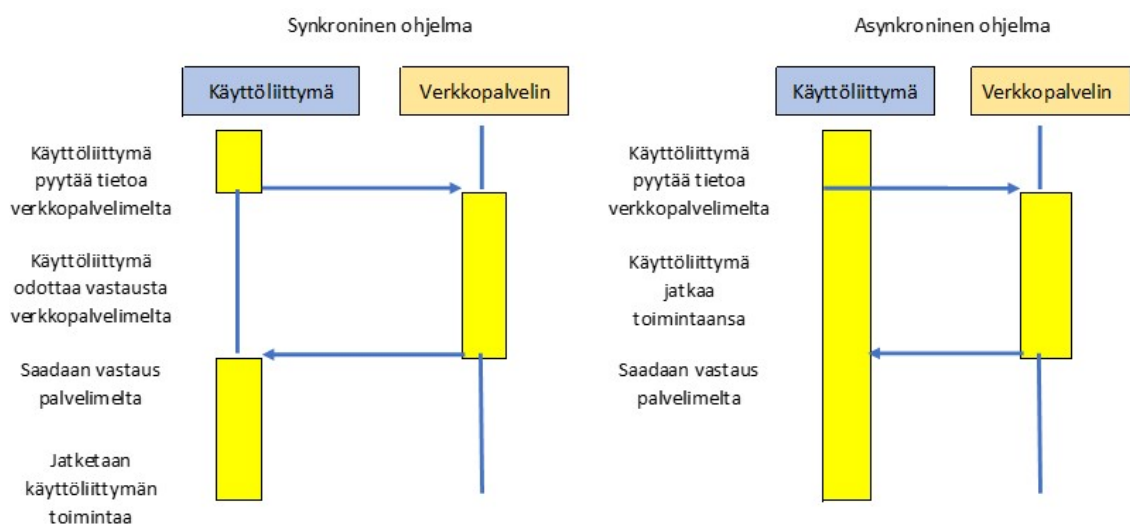 Synkroninen ohjelma
Käyttöliittymä
Verkkopalvelin
Käyttöliittymä
pyytää tietoa
verkkopalvelimelta
Käyttöliittymä
odottaa vastausta
verkkopalvelimelta
Saadaan vastaus
palvelimelta
Jatketaan
käyttöliittymän
toimintaa
Asynkroninen ohjelma
Käyttöliittymä
Verkkopalvelin
Käyttöliittymä
pyytää tietoa
verkkopalvelimelta
Käyttöliittymä
jatkaa
toimintaansa
Saadaan vastaus
palvelimelta